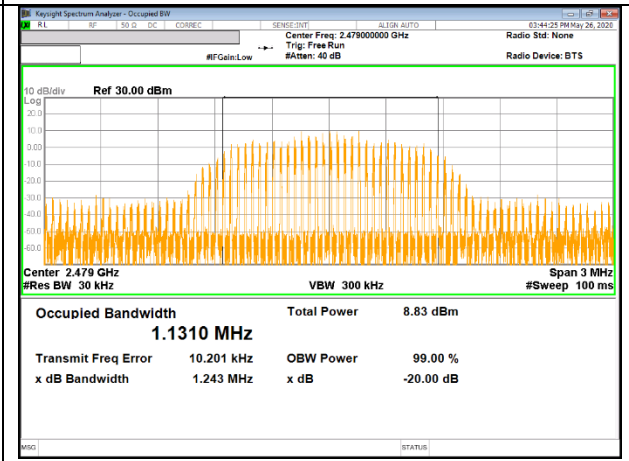 Keysight Spectrum Analyzer - Occupied BW
RL RF 50 Ω DC CORREC SENSE:INT ALIGN AUTO 03:44:25 PM May 26, 2020
Center Freq: 2.479000000 GHz Radio Std: None
Trig: Free Run
#IFGain:Low #Atten: 40 dB Radio Device: BTS
10 dB/div Ref 30.00 dBm
Log
20.0
10.0
0.00
-10.0
-20.0
-30.0
-40.0
-50.0
-60.0
Center 2.479 GHz Span 3 MHz
#Res BW 30 kHz VBW 300 kHz #Sweep 100 ms
Occupied Bandwidth Total Power 8.83 dBm
1.1310 MHz
Transmit Freq Error 10.201 kHz OBW Power 99.00 %
x dB Bandwidth 1.243 MHz x dB -20.00 dB
MSG STATUS